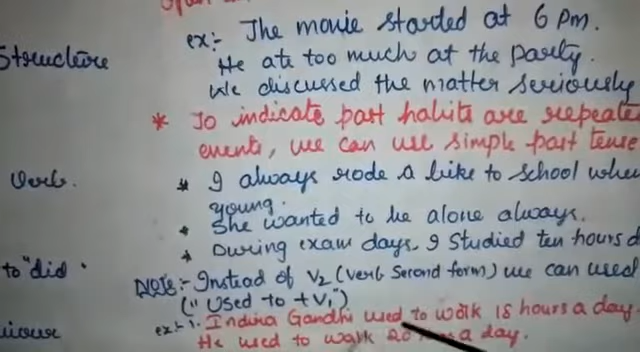 Structure
ex:- The movie started at 6 pm.
He ate too much at the party.
We discussed the matter seriously
* To indicate past habits are repeated
events, we can use simple past tense
Verb.
* I always rode a bike to school when
young.
* She wanted to be alone always.
* During exam days, I studied ten hours
to "did
Note:- Instead of V2 (verb second form) we can used
("Used to + V1")
ex:- 1. Indira Gandhi used to walk 18 hours a day.
He used to walk a day.